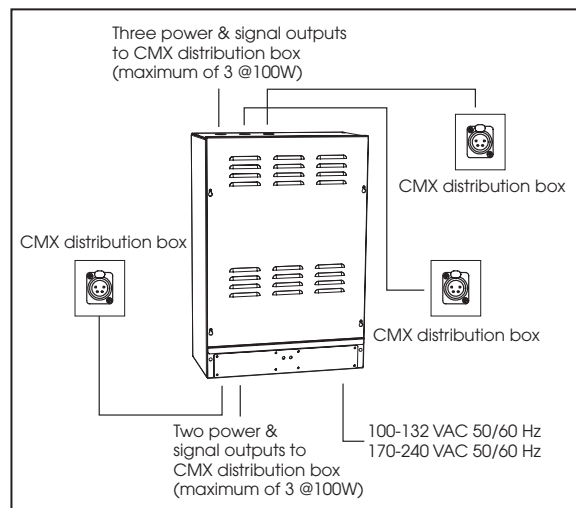 Three power & signal outputs
to CMX distribution box
(maximum of 3 @100W)
CMX distribution box
CMX distribution box
CMX distribution box
Two power &
signal outputs to
CMX distribution box
(maximum of 3 @100W)
100-132 VAC 50/60 Hz
170-240 VAC 50/60 Hz